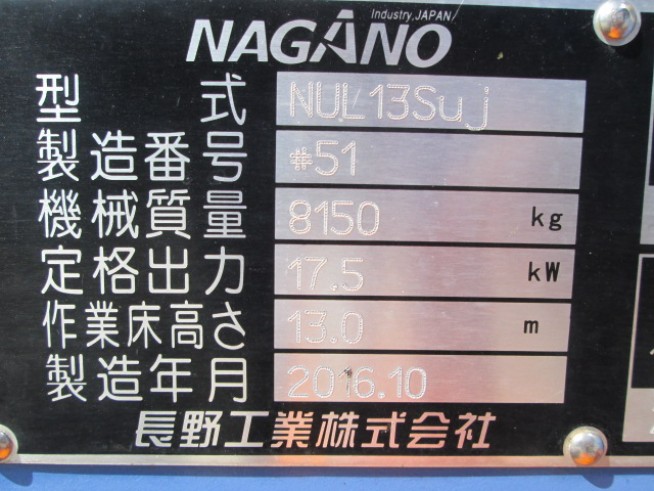 Industry, JAPAN
NAGANO
型式 NUL13Suj
製造番号 #51
機械質量 8150 kg
定格出力 17.5 kW
作業床高さ 13.0 m
製造年月 2016.10
長野工業株式会社